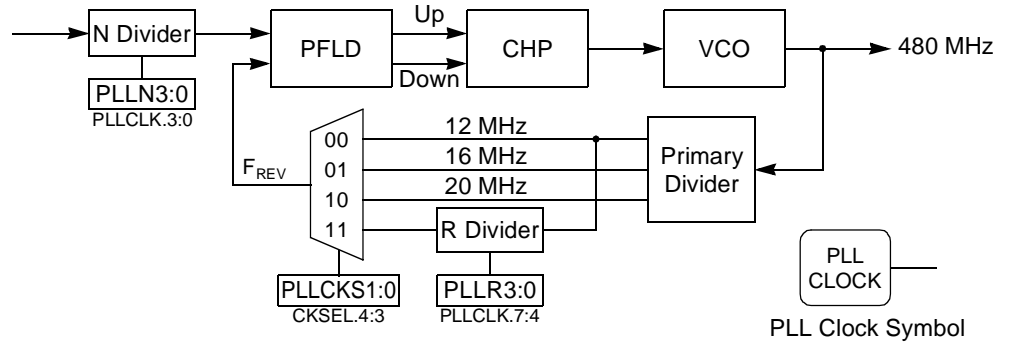 Up
N Divider
PFLD
CHP
VCO
480 MHz
Down
PLLN3:0
PLLCLK.3:0
12 MHz
00
16 MHz
Primary
Divider
FREV
01
20 MHz
10
11
R Divider
PLL
CLOCK
PLLCKS1:0
PLLR3:0
CKSEL.4:3
PLLCLK.7:4
PLL Clock Symbol